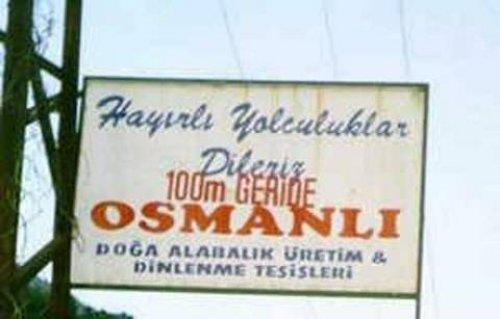 Hayırlı Yolculuklar
Dileriz
100m GERİDE
OSMANLI
DOĞA ALABALIK ÜRETİM &
DİNLENME TESİSLERİ